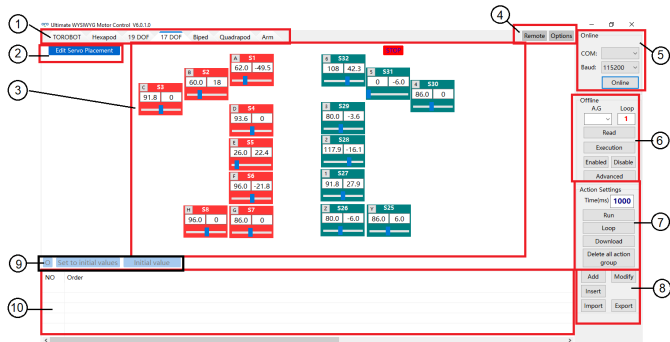 Ultimate WYSIWYG Motor Control V6.0.1.0
1
TOROBOT Hexapod 19 DOF 17 DOF Biped Quadrapod Arm
4
Remote Options
Online
5
COM:
Baud: 115200
Online
2
Edit Servo Placement
STOP
3
A S1
62.0 -49.5
B S2
60.0 18
C S3
91.8 0
D S4
93.6 0
E S5
26.0 22.4
F S6
96.0 -21.8
H S8
96.0 0
G S7
86.0 0
S32
108 42.3
5 S31
0 -6.0
4 S30
86.0 0
S29
80.0 -3.6
S28
117.9 -16.1
1 S27
91.8 27.9
Z S26
80.0 -6.0
Y S25
86.0 6.0
Offline
A.G Loop
1
Read
6
Execution
Enabled Disable
Advanced
Action Settings
Time(ms) 1000
Run
7
Loop
Download
Delete all action
group
9
Set to initial values Initial value
NO Order
10
Add Modify
8
Insert
Import Export